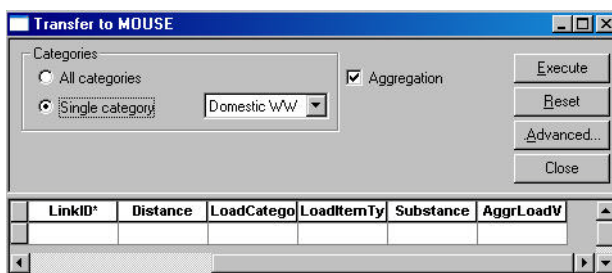 Transfer to MOUSE
Categories
All categories
Single category
Domestic WW
Aggregation
Execute
Reset
.Advanced...
Close
LinkID* Distance LoadCatego LoadItemTy Substance AggrLoadV